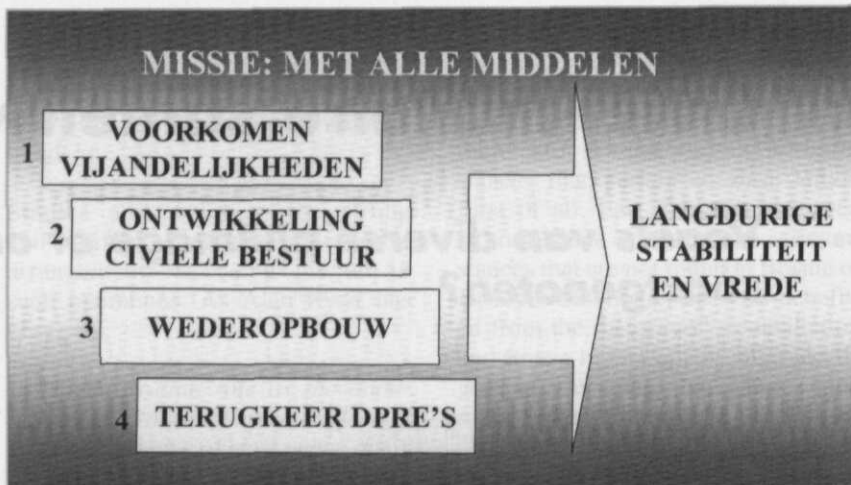 MISSIE: MET ALLE MIDDELEN
1
VOORKOMEN
VIJANDELIJKHEDEN
2
ONTWIKKELING
CIVIELE BESTUUR
3
WEDEROPBOUW
4
TERUGKEER DPRE'S
LANGDURIGE
STABILITEIT
EN VREDE